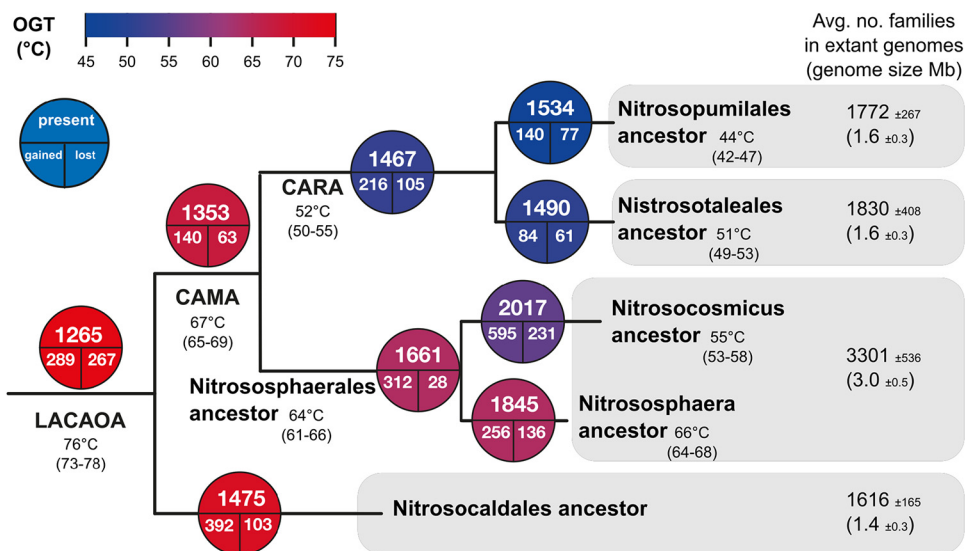 OGT
(°C)
45 50 55 60 65 70 75
Avg. no. families
in extant genomes
(genome size Mb)
present
gained lost
1534
140 77
Nitrosopumilales
ancestor 44°C
(42-47)
1772 ±267
(1.6 ±0.3)
1467
216 105
CARA
52°C
(50-55)
1490
84 61
Nistrosotaleales
ancestor 51°C
(49-53)
1830 ±408
(1.6 ±0.3)
1353
140 63
CAMA
67°C
(65-69)
2017
595 231
Nitrosocosmicus
ancestor 55°C
(53-58)
1265
289 267
LACAOA
76°C
(73-78)
1661
312 28
Nitrososphaerales
ancestor 64°C
(61-66)
3301 ±536
(3.0 ±0.5)
1845
256 136
Nitrososphaera
ancestor 66°C
(64-68)
1475
392 103
Nitrosocaldales ancestor
1616 ±165
(1.4 ±0.3)